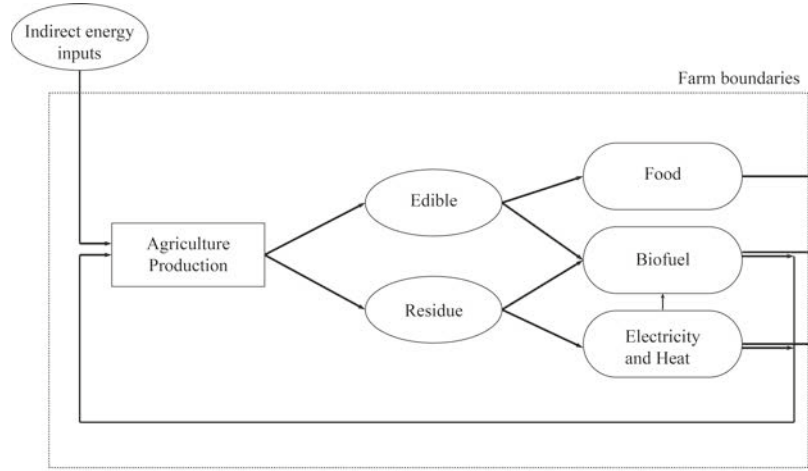 Indirect energy
inputs
Farm boundaries
Food
Edible
Agriculture
Production
Biofuel
Residue
Electricity
and Heat